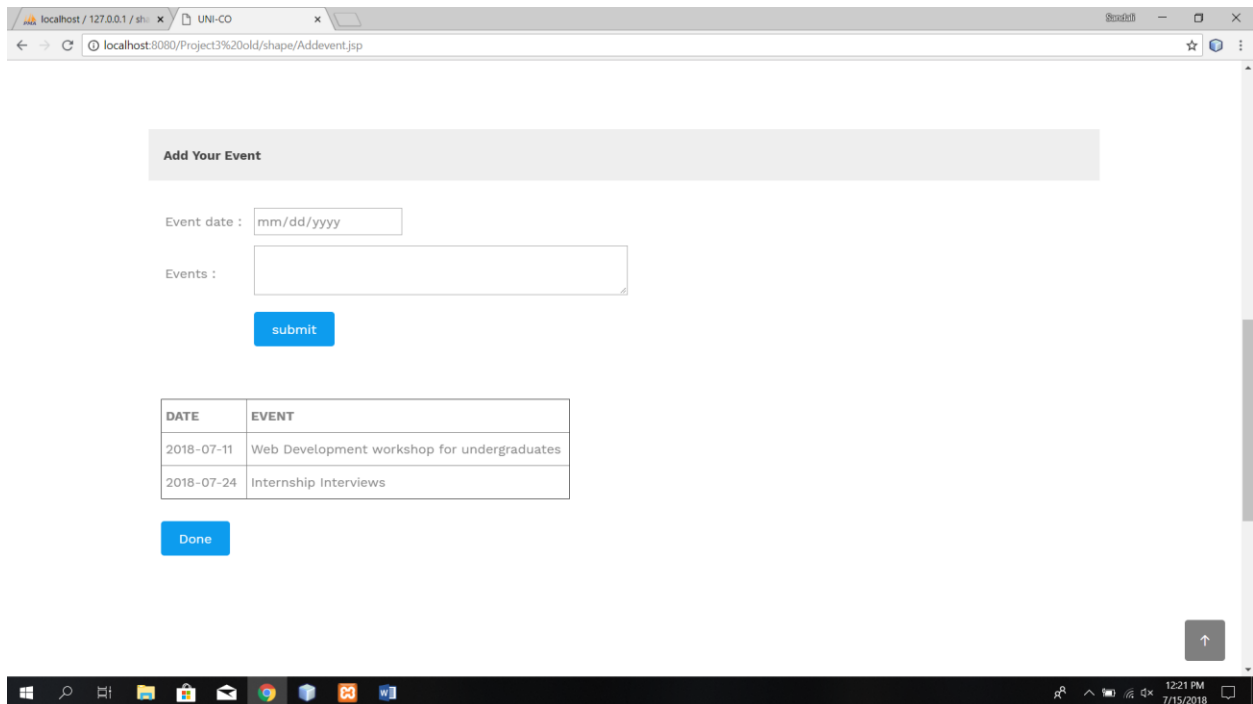 localhost / 127.0.0.1 / sh
UNI-CO
localhost:8080/Project3%20old/shape/Addevent.jsp
Add Your Event
Event date :
mm/dd/yyyy
Events :
submit
DATE EVENT
2018-07-11 Web Development workshop for undergraduates
2018-07-24 Internship Interviews
Done
12:21 PM
7/15/2018